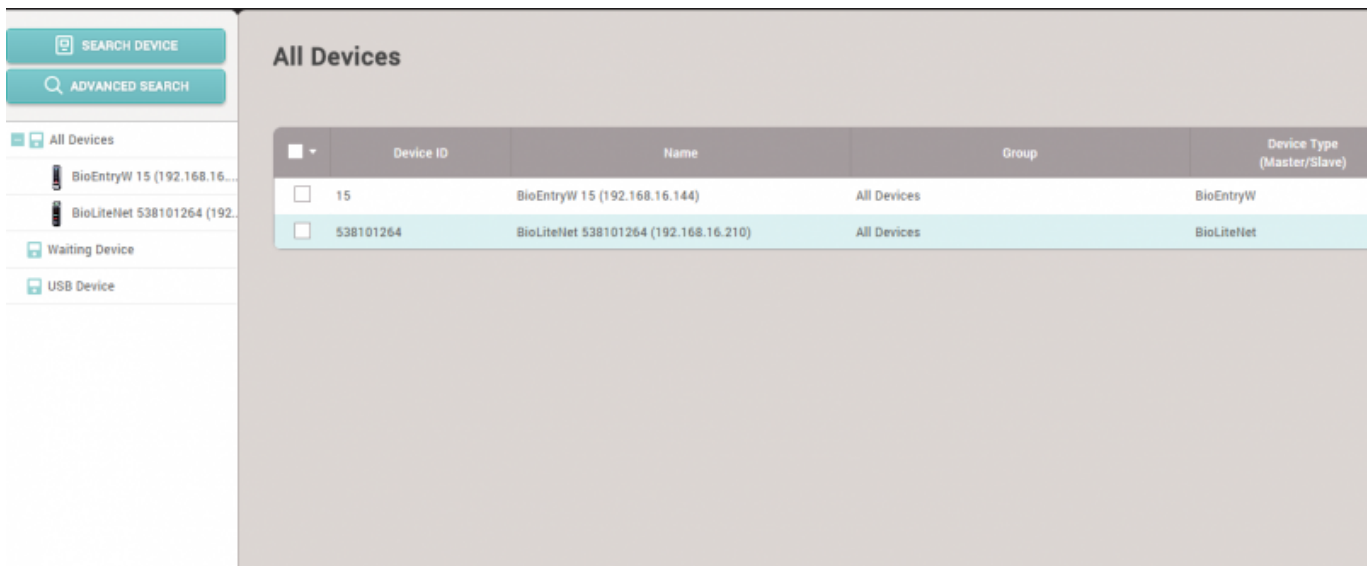 SEARCH DEVICE
ADVANCED SEARCH
All Devices
BioEntryW 15 (192.168.16....
BioLiteNet 538101264 (192..
Waiting Device
USB Device
All Devices
Device ID Name Group Device Type
(Master/Slave)
15 BioEntryW 15 (192.168.16.144) All Devices BioEntryW
538101264 BioLiteNet 538101264 (192.168.16.210) All Devices BioLiteNet